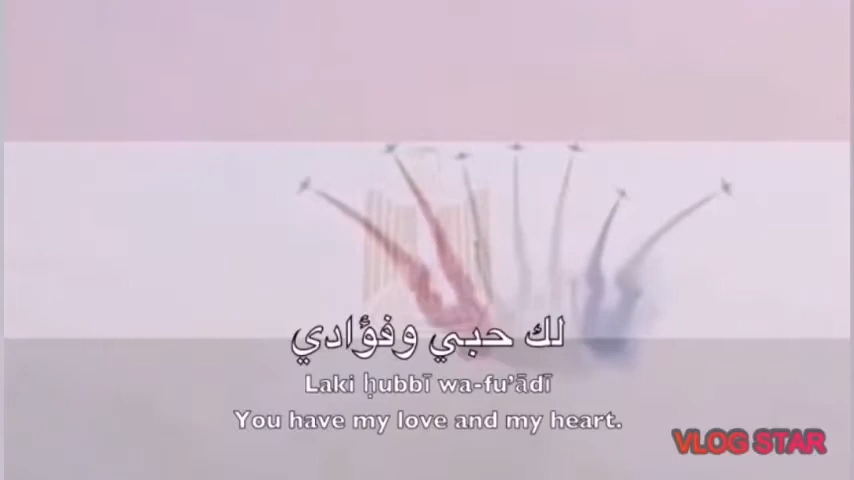 لك حبي وفؤادي
Laki ḥubbī wa-fu’ādī
You have my love and my heart.
VLOG STAR